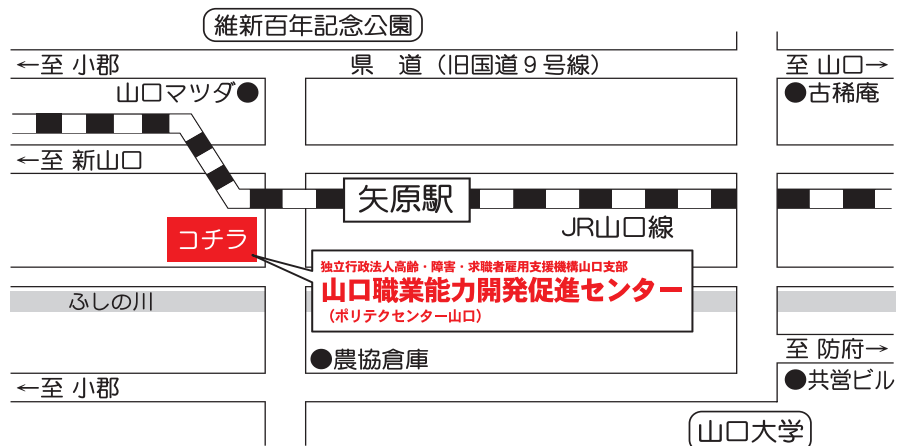 維新百年記念公園
←至 小郡
県 道（旧国道９号線）
至 山口→
山口マツダ●
●古稀庵
←至 新山口
矢原駅
JR山口線
コチラ
独立行政法人高齢・障害・求職者雇用支援機構山口支部
山口職業能力開発促進センター
（ポリテクセンター山口）
ふしの川
至 防府→
●農協倉庫
●共営ビル
←至 小郡
山口大学